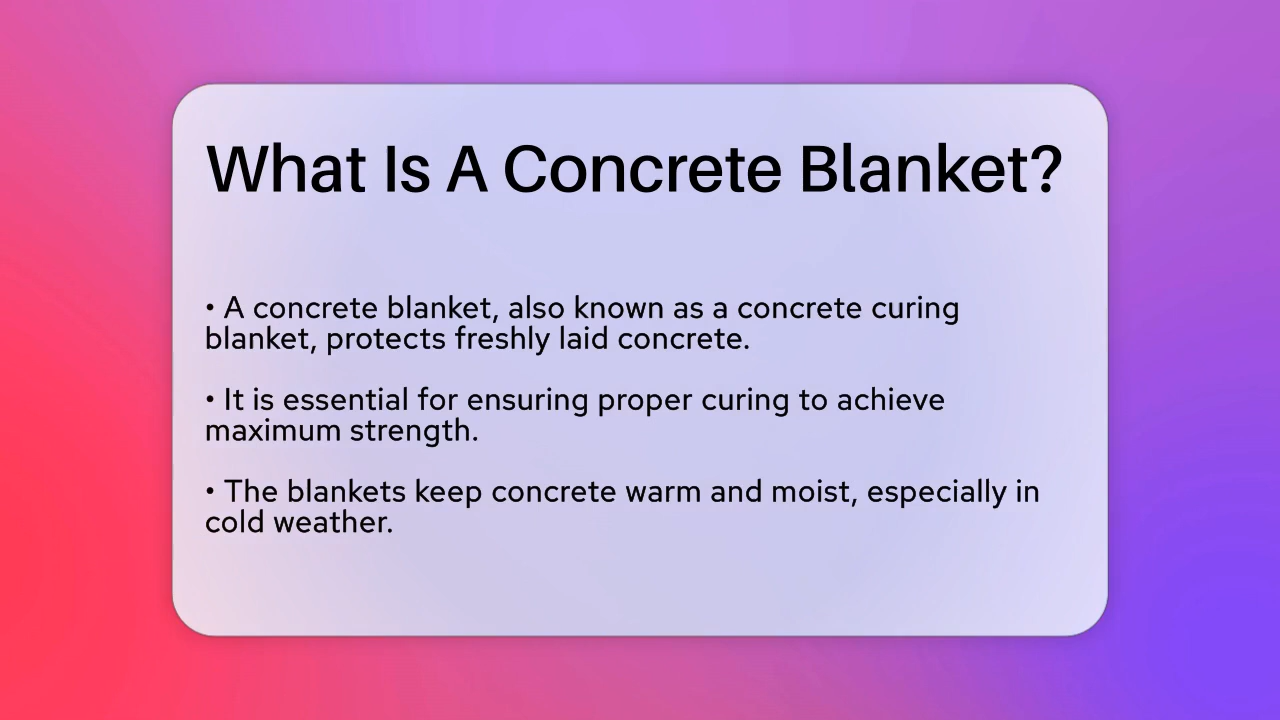 What Is A Concrete Blanket?
• A concrete blanket, also known as a concrete curing
blanket, protects freshly laid concrete.
• It is essential for ensuring proper curing to achieve
maximum strength.
• The blankets keep concrete warm and moist, especially in
cold weather.